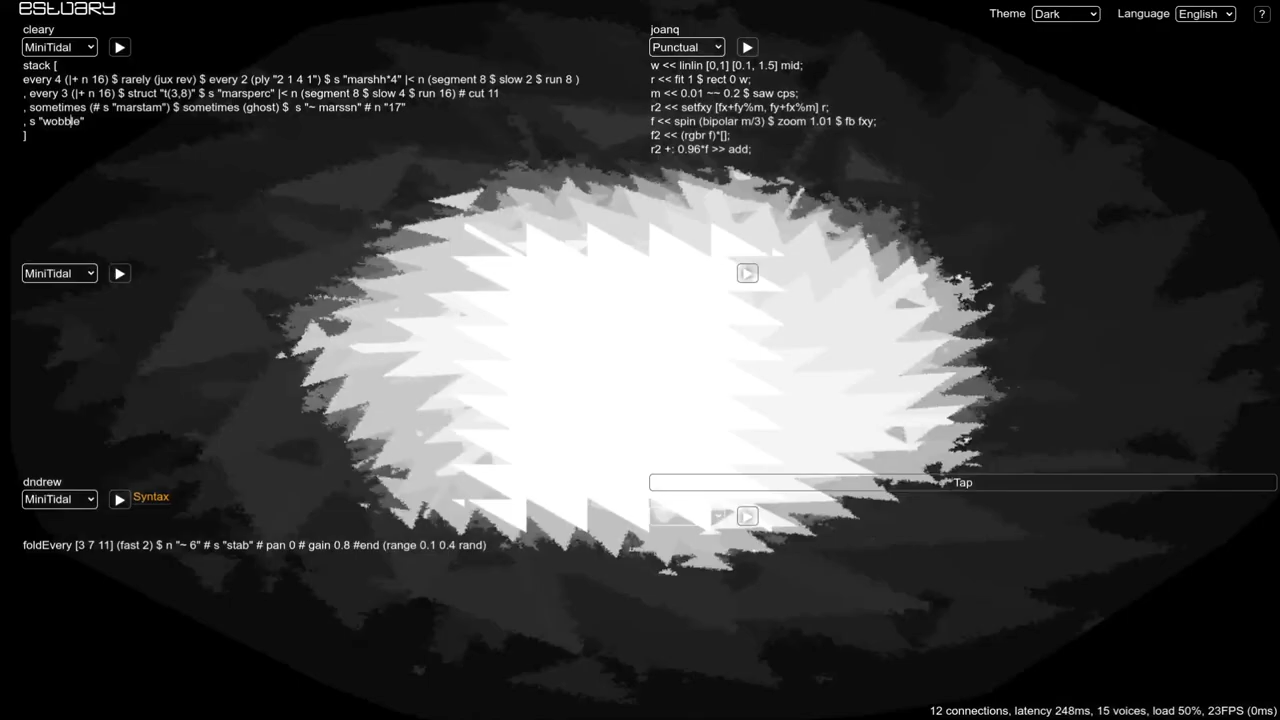 estuary
Theme Dark Language English ?
cleary
MiniTidal
stack [
every 4 (|+ n 16) $ rarely (jux rev) $ every 2 (ply "2 1 4 1") $ s "marshh*4" |< n (segment 8 $ slow 2 $ run 8 )
, every 3 (|+ n 16) $ struct "t(3,8)" $ s "marsperc" |< n (segment 8 $ slow 4 $ run 16) # cut 11
, sometimes (# s "marstam") $ sometimes (ghost) $  s "~ marssn" # n "17"
, s "wobble"
]
joanq
Punctual
w << linlin [0,1] [0.1, 1.5] mid;
r << fit 1 $ rect 0 w;
m << 0.01 ~~ 0.2 $ saw cps;
r2 << setfxy [fx+fy%m, fy+fx%m] r;
f << spin (bipolar m/3) $ zoom 1.01 $ fb fxy;
f2 << (rgbr f)*[];
r2 +: 0.96*f >> add;
MiniTidal
Tap
dndrew
MiniTidal Syntax
foldEvery [3 7 11] (fast 2) $ n "~ 6" # s "stab" # pan 0 # gain 0.8 #end (range 0.1 0.4 rand)
12 connections, latency 248ms, 15 voices, load 50%, 23FPS (0ms)